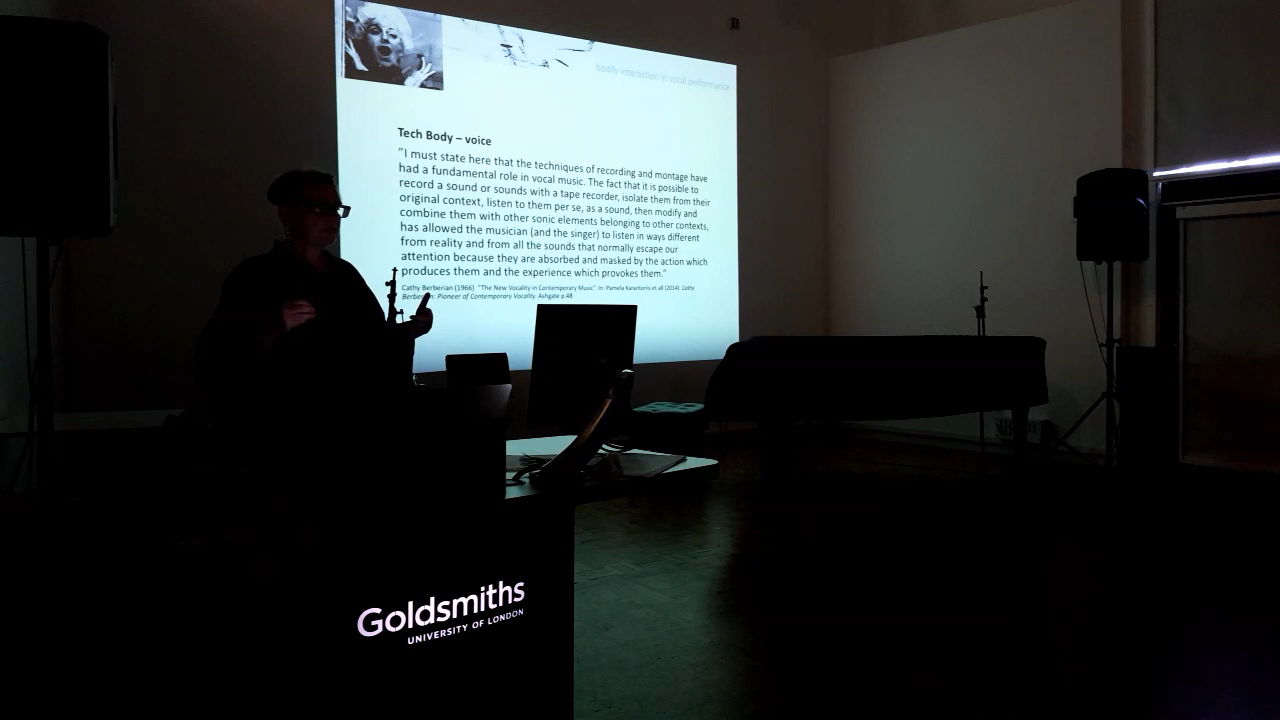 bodily interaction in vocal performance
Tech Body – voice
"I must state here that the techniques of recording and montage have
had a fundamental role in vocal music. The fact that it is possible to
record a sound or sounds with a tape recorder, isolate them from their
original context, listen to them per se, as a sound, then modify and
combine them with other sonic elements belonging to other contexts,
has allowed the musician (and the singer) to listen in ways different
from reality and from all the sounds that normally escape our
attention because they are absorbed and masked by the action which
produces them and the experience which provokes them."
Cathy Berberian (1966) "The New Vocality in Contemporary Music". In: Pamela Karantonis et.all (2014) Cathy
Berberian: Pioneer of Contemporary Vocality. Ashgate p.48
Goldsmiths
UNIVERSITY OF LONDON